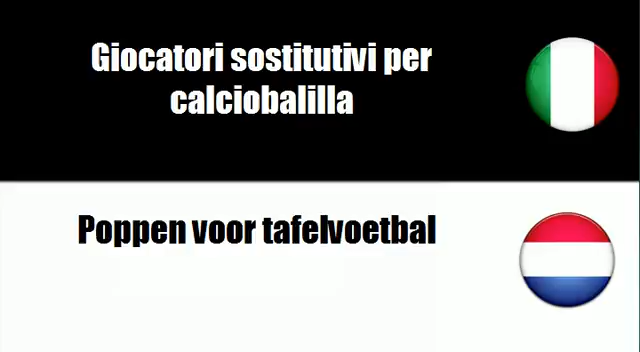 Giocatori sostitutivi per
calciobalilla
Poppen voor tafelvoetbal